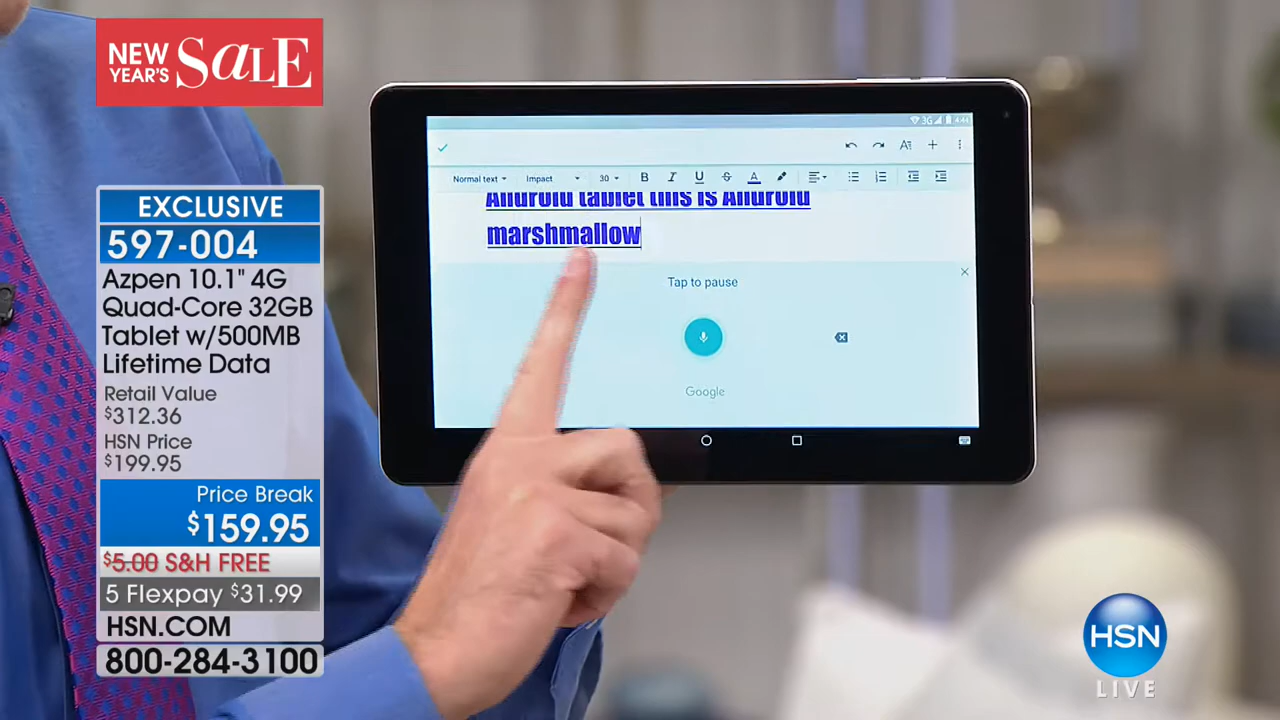 NEW
YEAR'S
SALE
EXCLUSIVE
597-004
Azpen 10.1" 4G
Quad-Core 32GB
Tablet w/500MB
Lifetime Data
Retail Value
$312.36
HSN Price
$199.95
Price Break
$159.95
$5.00 S&H FREE
5 Flexpay $31.99
HSN.COM
800-284-3100
3G 4:44
Normal text Impact 30 B I U S A
Android tablet this is Android
marshmallow
Tap to pause
Google
HSN
LIVE